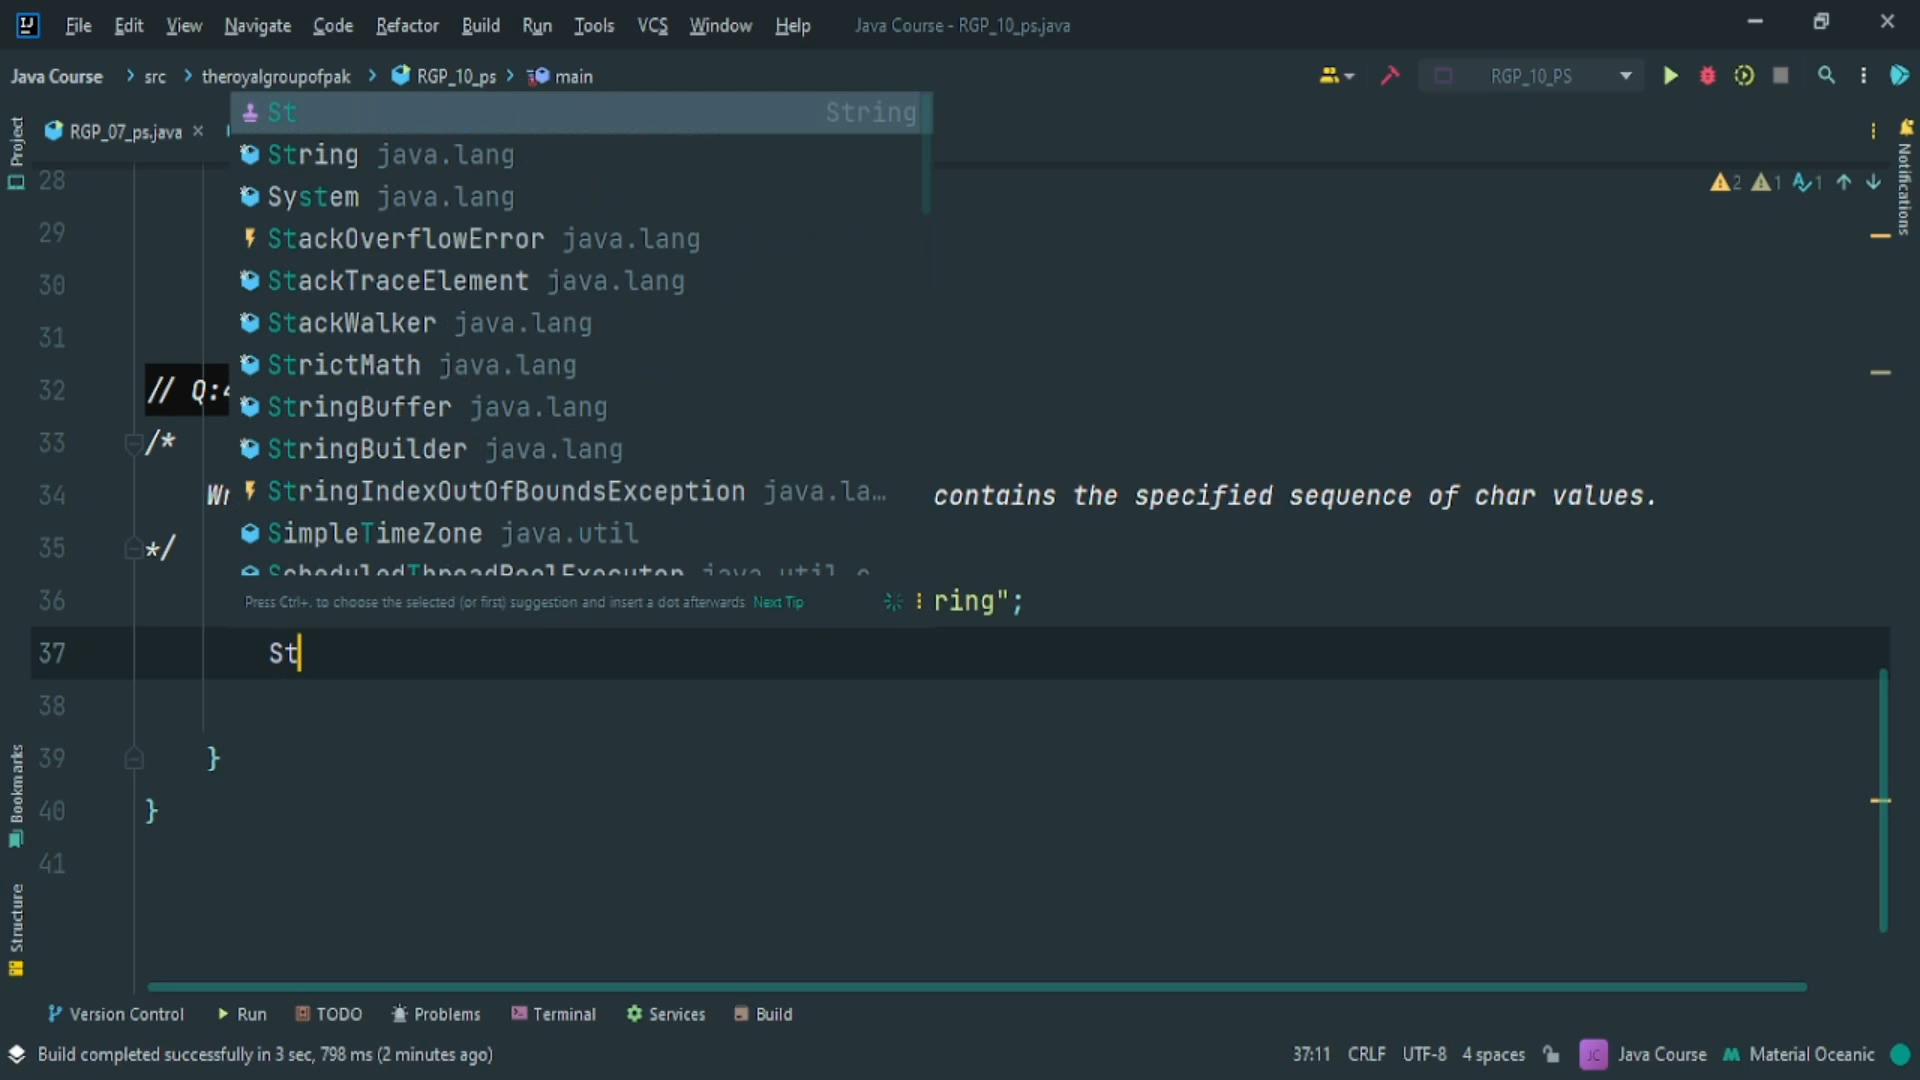 File Edit View Navigate Code Refactor Build Run Tools VCS Window Help Java Course - RGP_10_ps.java
Java Course src theroyalgroupofpak RGP_10_ps main RGP_10_PS
Project
RGP_07_ps.java
St String
String java.lang
System java.lang
StackOverflowError java.lang
StackTraceElement java.lang
StackWalker java.lang
StrictMath java.lang
StringBuffer java.lang
StringBuilder java.lang
StringIndexOutOfBoundsException java.la…
SimpleTimeZone java.util
ScheduledThreadPoolExecutor java.util.c
Press Ctrl+. to choose the selected (or first) suggestion and insert a dot afterwards Next Tip
2 1 1
Notifications
28
29
30
31
32 // Q:4
33 /*
34 Wr contains the specified sequence of char values.
35 */
36 ring";
37 St
38
39 }
40 }
41
Bookmarks
Structure
Version Control Run TODO Problems Terminal Services Build
Build completed successfully in 3 sec, 798 ms (2 minutes ago) 37:11 CRLF UTF-8 4 spaces JC Java Course Material Oceanic